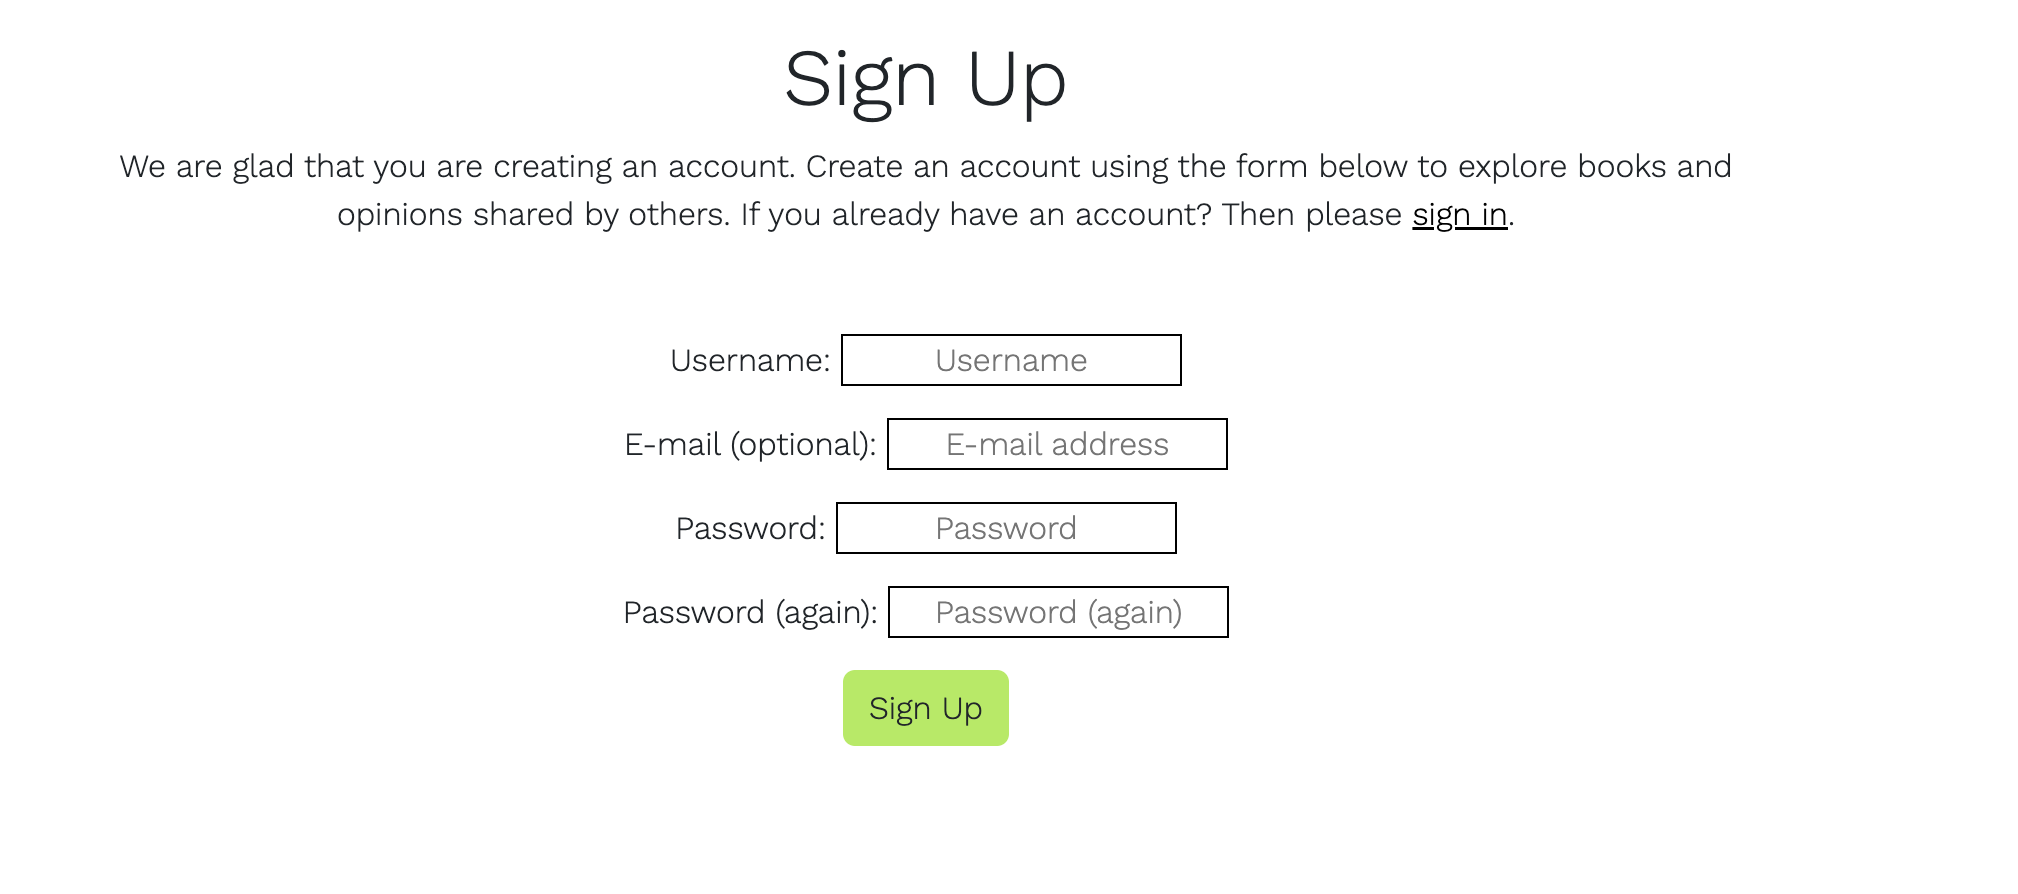 Sign Up
We are glad that you are creating an account. Create an account using the form below to explore books and
opinions shared by others. If you already have an account? Then please sign in.
Username: Username
E-mail (optional): E-mail address
Password: Password
Password (again): Password (again)
Sign Up